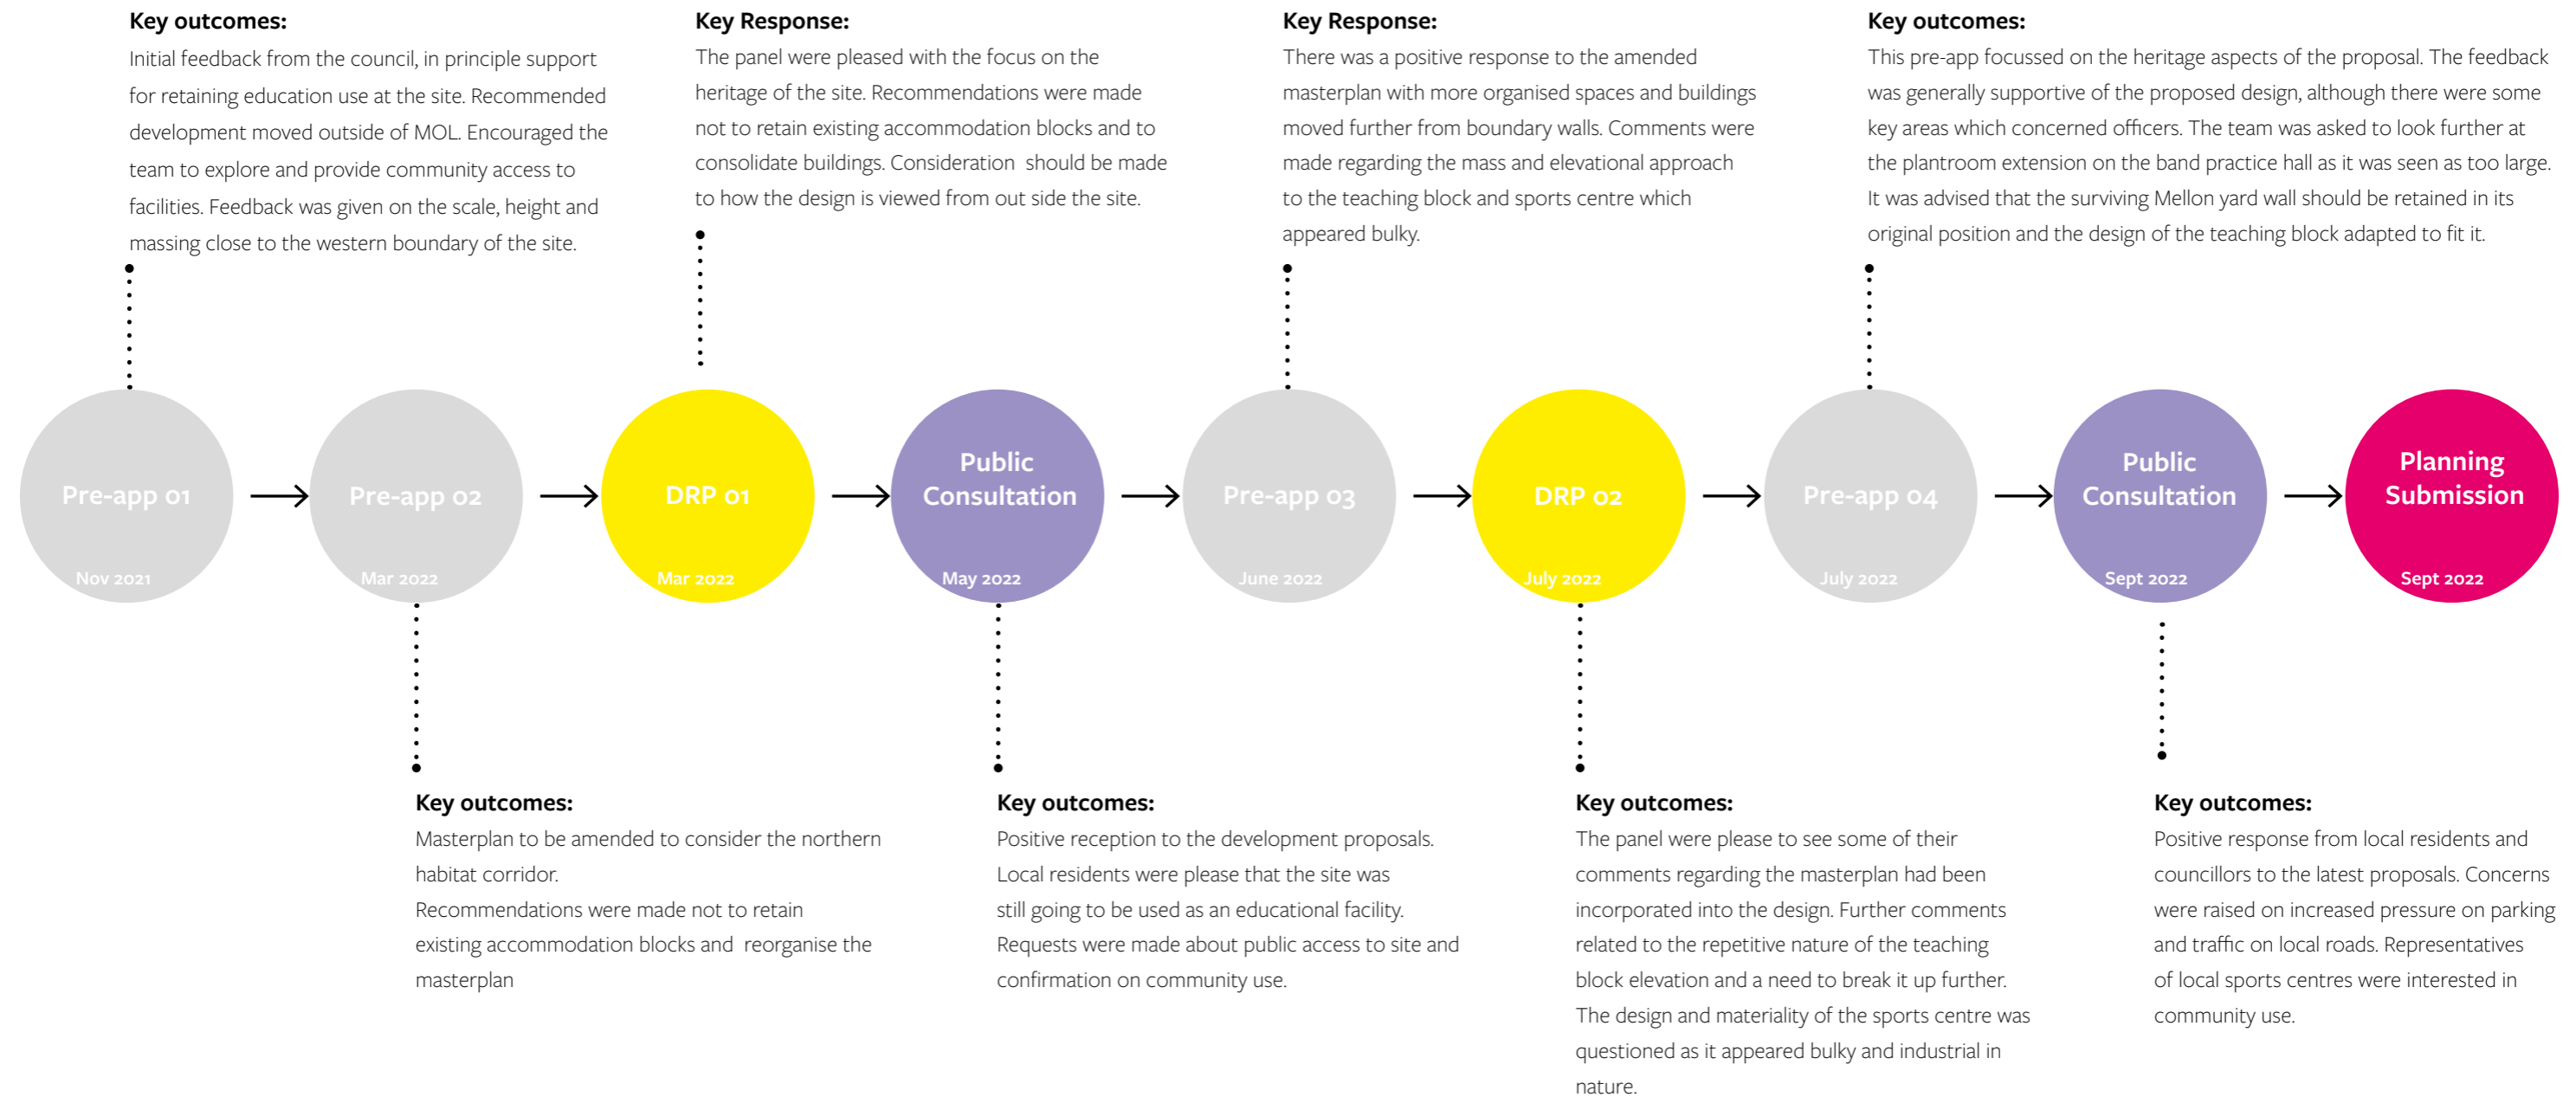 Key outcomes:
Initial feedback from the council, in principle support
for retaining education use at the site. Recommended
development moved outside of MOL. Encouraged the
team to explore and provide community access to
facilities. Feedback was given on the scale, height and
massing close to the western boundary of the site.
Key Response:
The panel were pleased with the focus on the
heritage of the site. Recommendations were made
not to retain existing accommodation blocks and to
consolidate buildings. Consideration should be made
to how the design is viewed from out side the site.
Key Response:
There was a positive response to the amended
masterplan with more organised spaces and buildings
moved further from boundary walls. Comments were
made regarding the mass and elevational approach
to the teaching block and sports centre which
appeared bulky.
Key outcomes:
This pre-app focussed on the heritage aspects of the proposal. The feedback
was generally supportive of the proposed design, although there were some
key areas which concerned officers. The team was asked to look further at
the plantroom extension on the band practice hall as it was seen as too large.
It was advised that the surviving Mellon yard wall should be retained in its
original position and the design of the teaching block adapted to fit it.
Pre-app 01
Nov 2021
Pre-app 02
Mar 2022
DRP 01
Mar 2022
Public
Consultation
May 2022
Pre-app 03
June 2022
DRP 02
July 2022
Pre-app 04
July 2022
Public
Consultation
Sept 2022
Planning
Submission
Sept 2022
Key outcomes:
Masterplan to be amended to consider the northern
habitat corridor.
Recommendations were made not to retain
existing accommodation blocks and reorganise the
masterplan
Key outcomes:
Positive reception to the development proposals.
Local residents were please that the site was
still going to be used as an educational facility.
Requests were made about public access to site and
confirmation on community use.
Key outcomes:
The panel were please to see some of their
comments regarding the masterplan had been
incorporated into the design. Further comments
related to the repetitive nature of the teaching
block elevation and a need to break it up further.
The design and materiality of the sports centre was
questioned as it appeared bulky and industrial in
nature.
Key outcomes:
Positive response from local residents and
councillors to the latest proposals. Concerns
were raised on increased pressure on parking
and traffic on local roads. Representatives
of local sports centres were interested in
community use.